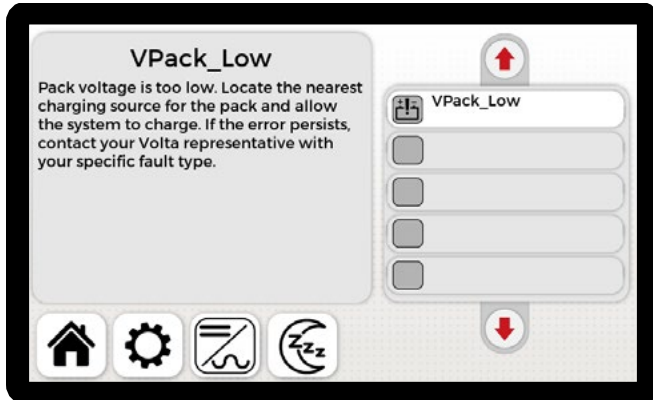 VPack_Low
Pack voltage is too low. Locate the nearest
charging source for the pack and allow
the system to charge. If the error persists,
contact your Volta representative with
your specific fault type.
VPack_Low
Zzz